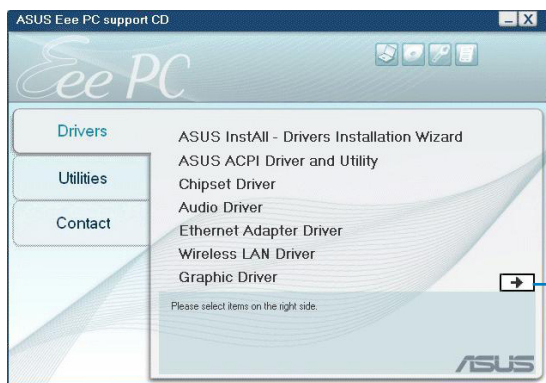 ASUS Eee PC support CD
Eee PC
Drivers
Utilities
Contact
ASUS InstAll - Drivers Installation Wizard
ASUS ACPI Driver and Utility
Chipset Driver
Audio Driver
Ethernet Adapter Driver
Wireless LAN Driver
Graphic Driver
Please select items on the right side.
ASUS